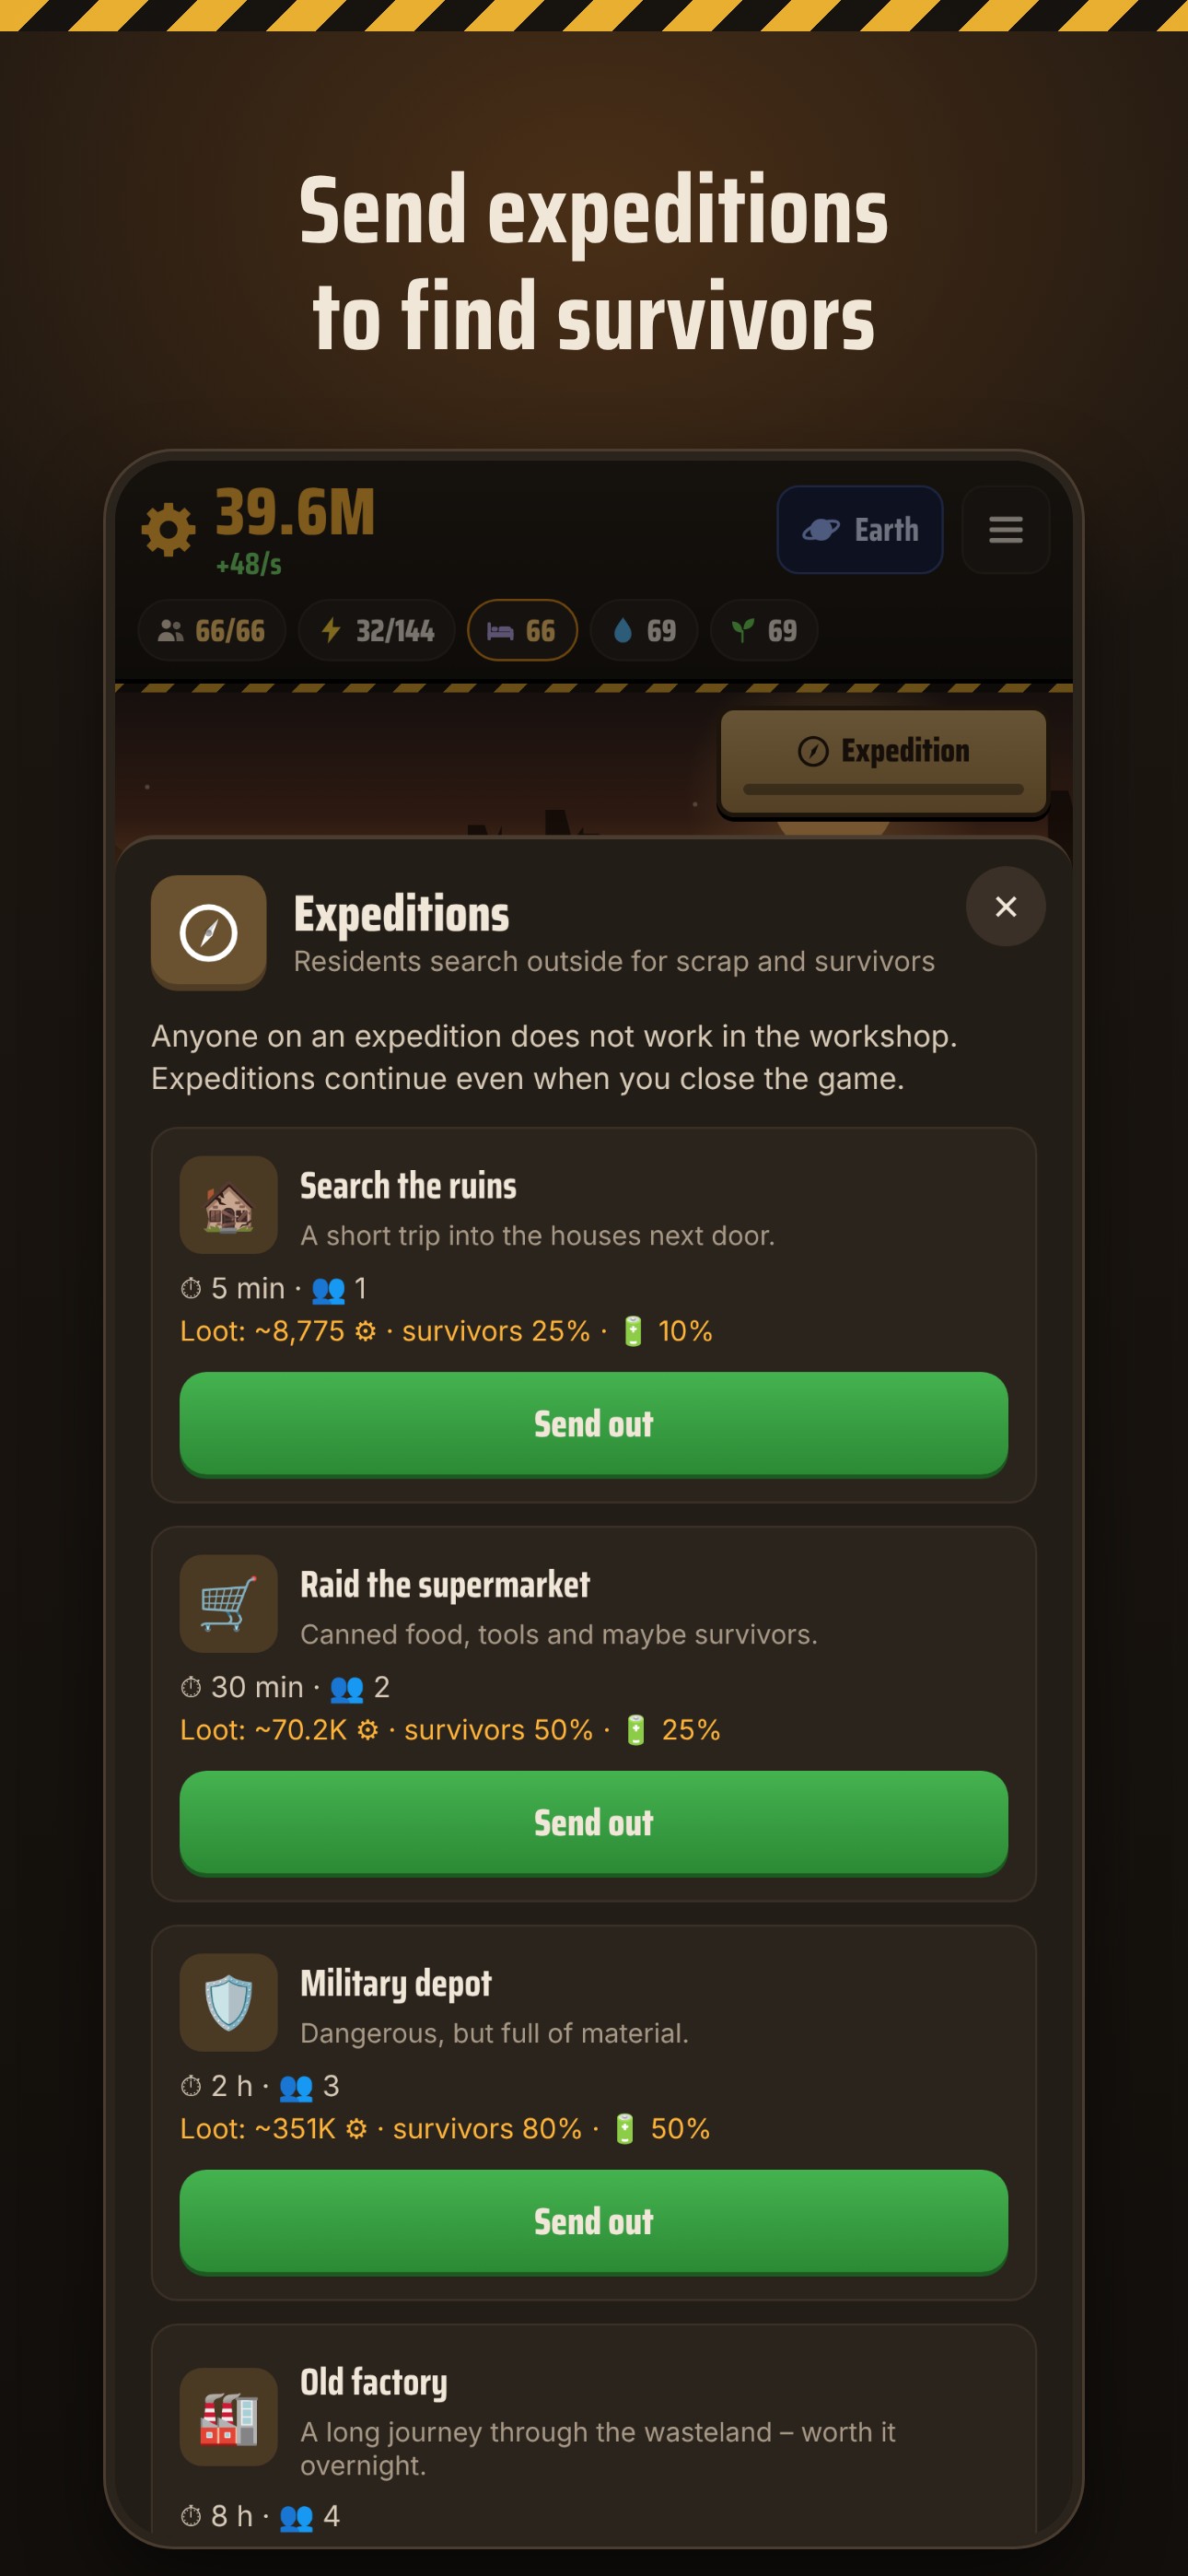 Send expeditions
to find survivors
39.6M
+48/s
Earth
66/66
32/144
66
69
69
Expedition
Expeditions
Residents search outside for scrap and survivors
Anyone on an expedition does not work in the workshop.
Expeditions continue even when you close the game.
Search the ruins
A short trip into the houses next door.
⏱ 5 min · 👥 1
Loot: ~8,775 ⚙ · survivors 25% · 🔋 10%
Send out
Raid the supermarket
Canned food, tools and maybe survivors.
⏱ 30 min · 👥 2
Loot: ~70.2K ⚙ · survivors 50% · 🔋 25%
Send out
Military depot
Dangerous, but full of material.
⏱ 2 h · 👥 3
Loot: ~351K ⚙ · survivors 80% · 🔋 50%
Send out
Old factory
A long journey through the wasteland – worth it
overnight.
⏱ 8 h · 👥 4